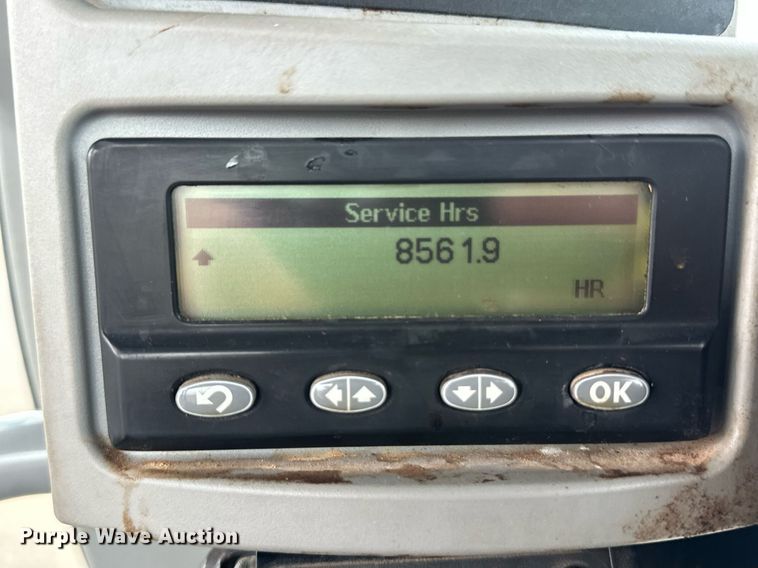 Service Hrs
8561.9
HR
OK
Purple Wave Auction